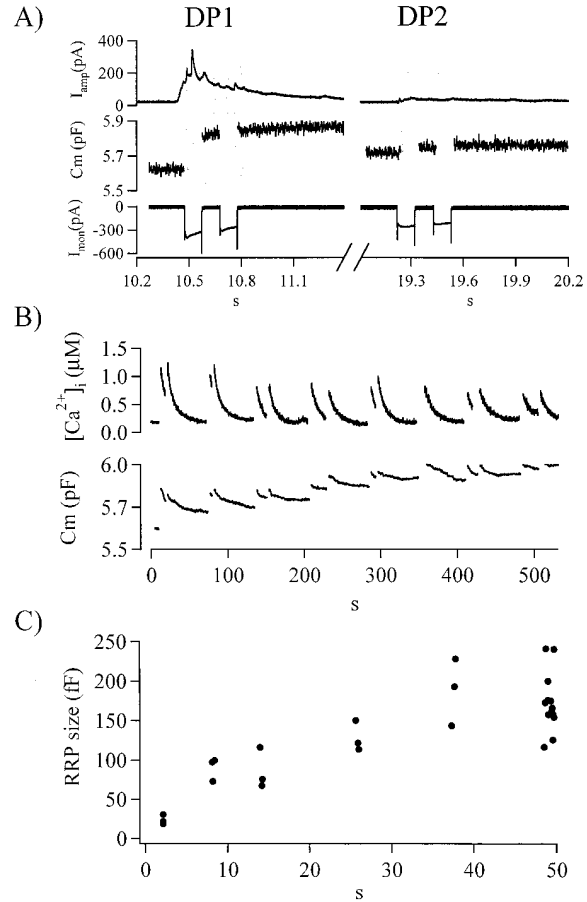 A)
DP1 DP2
I_amp(pA)
400
200
0
Cm (pF)
5.9
5.7
5.5
I_mon(pA)
0
-300
-600
10.2 10.5 10.8 11.1 19.3 19.6 19.9 20.2
s s
B)
[Ca²⁺]ᵢ (μM)
1.5
1.0
0.5
0.0
Cm (pF)
6.0
5.7
5.5
0 100 200 300 400 500
s
C)
RRP size (fF)
250
200
150
100
50
0
0 10 20 30 40 50
s